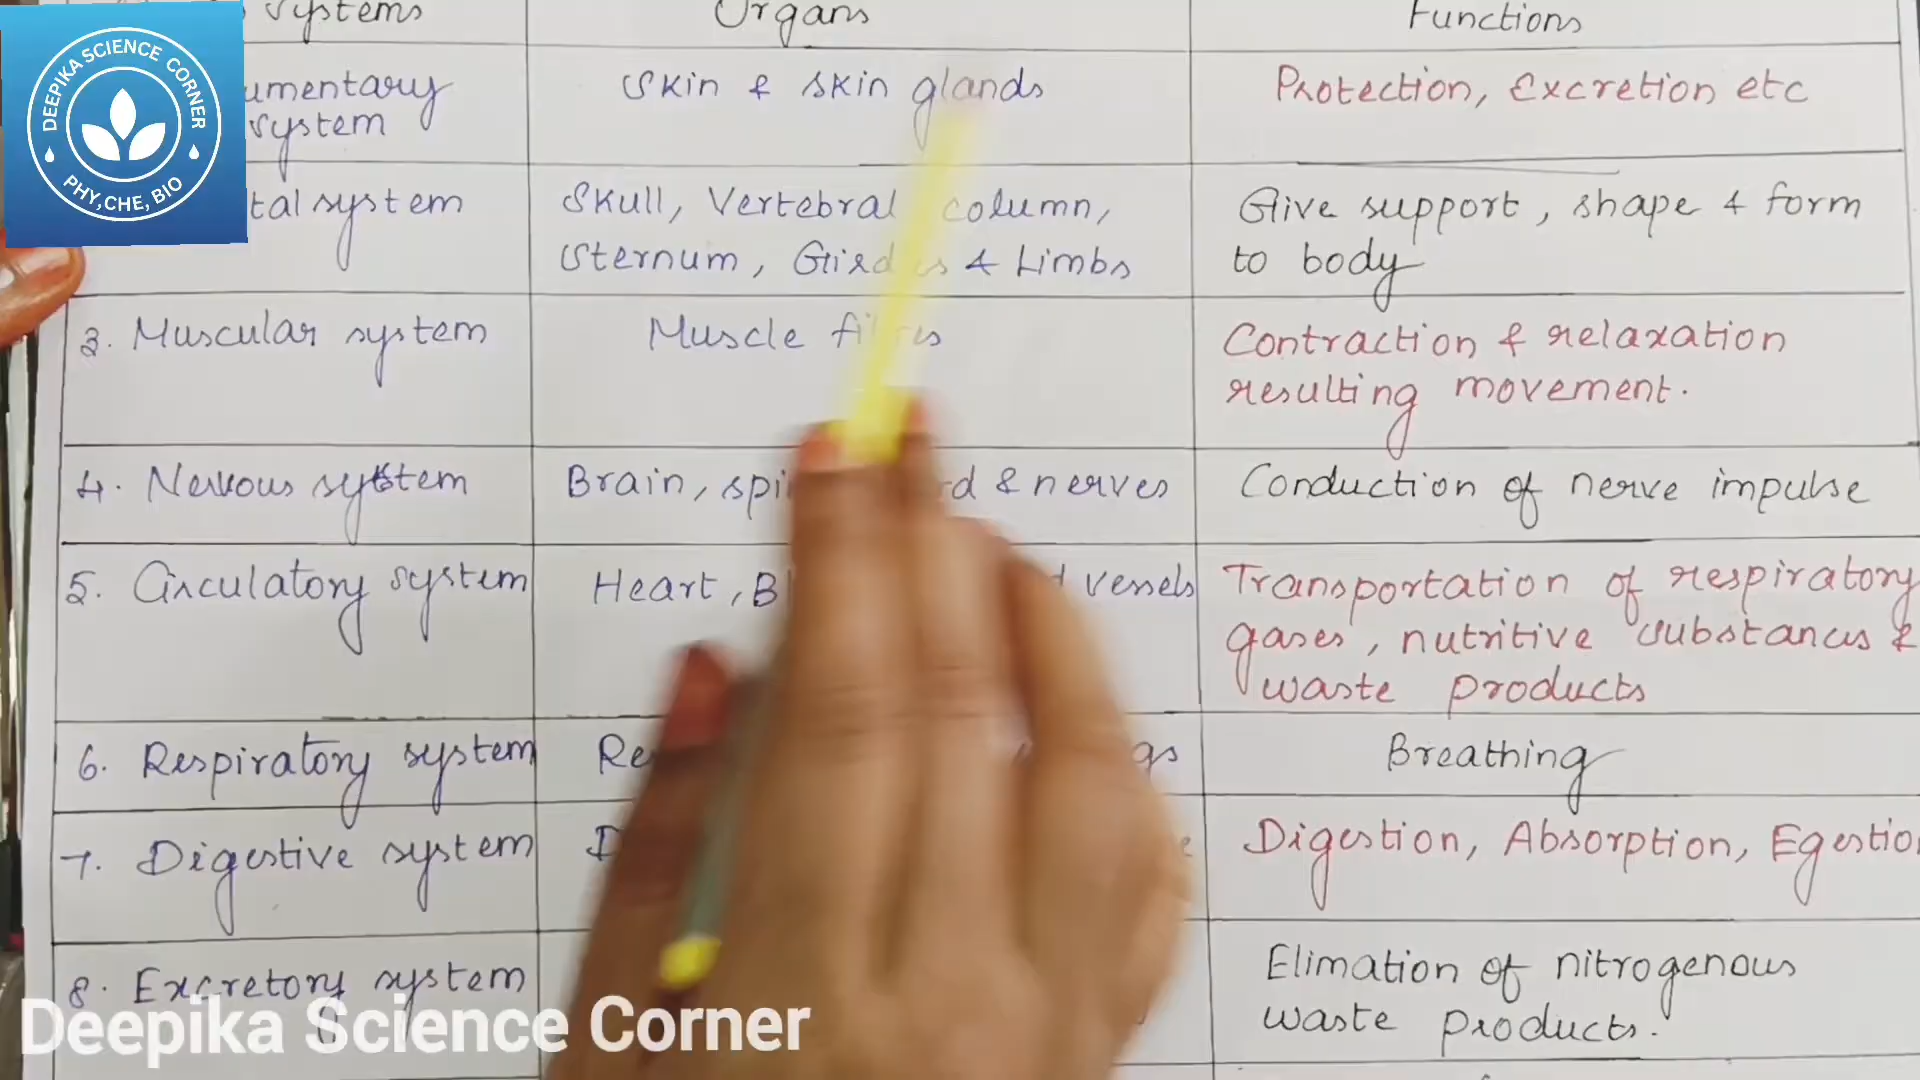 Systems Organs Functions
DEEPIKA SCIENCE CORNER
PHY, CHE, BIO
umentary Skin & skin glands Protection, Excretion etc
system
tal system Skull, Vertebral column, Give support, shape & form
Sternum, & Limbs to body
3. Muscular system Muscle Contraction & relaxation
resulting movement.
4. Nervous system Brain, & nerves Conduction of nerve impulse
5. Circulatory system Heart, vessels Transportation of respiratory
gases, nutritive substances &
waste products
6. Respiratory system Breathing
7. Digestive system Digestion, Absorption, Egestio
8. Excretory system Elimation of nitrogenous
waste products.
Deepika Science Corner